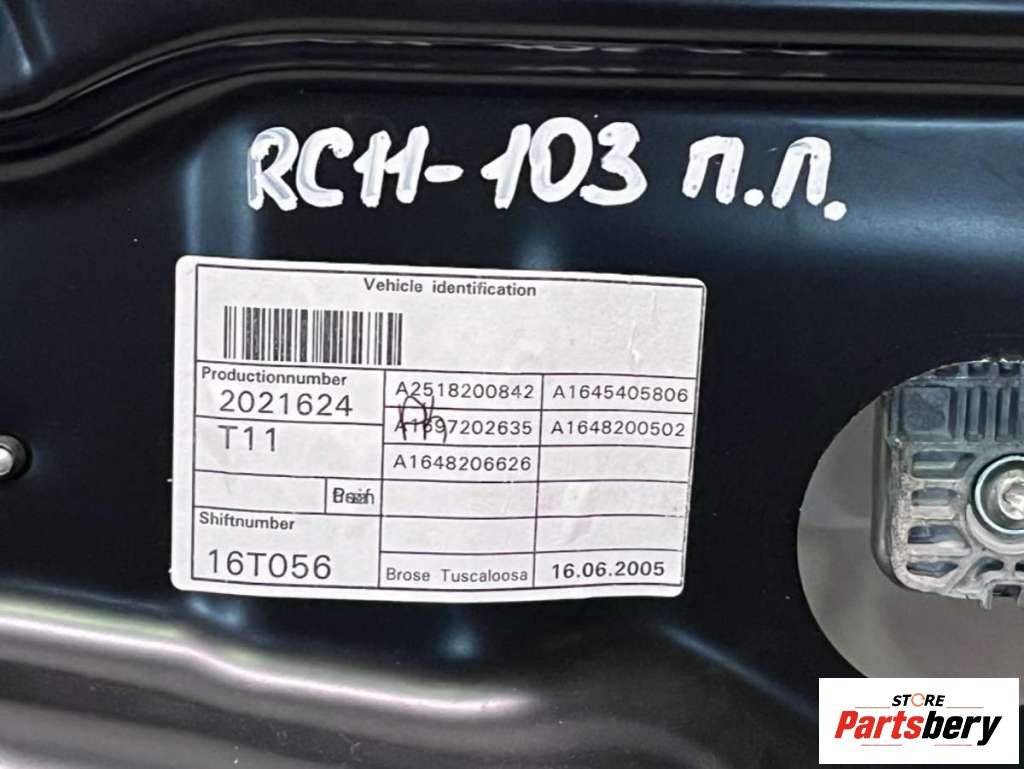 RCH-103 П.Л.
Vehicle identification
Productionnumber
2021624
T11
A2518200842 A1645405806
97202635 A1648200502
A1648206626
Shiftnumber
16T056
Brose Tuscaloosa 16.06.2005
STORE
Partsbery